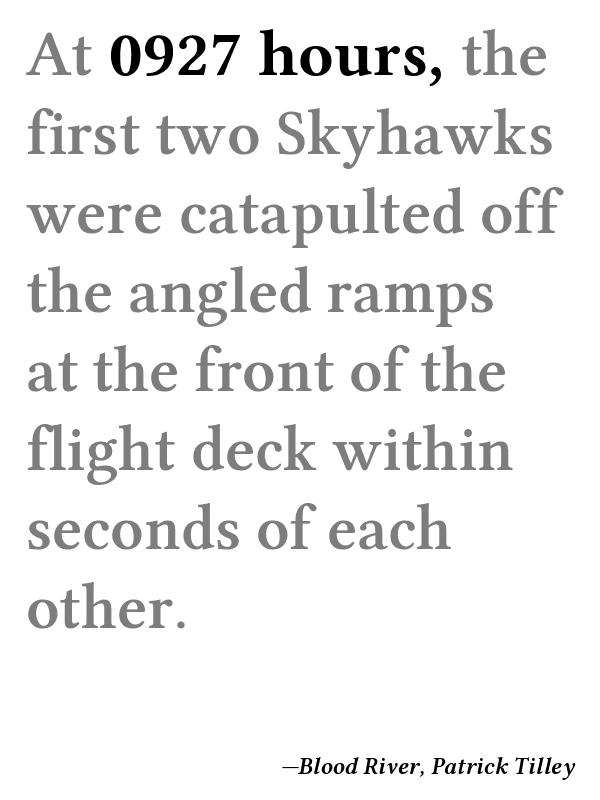 At 0927 hours, the
first two Skyhawks
were catapulted off
the angled ramps
at the front of the
flight deck within
seconds of each
other.
—Blood River, Patrick Tilley